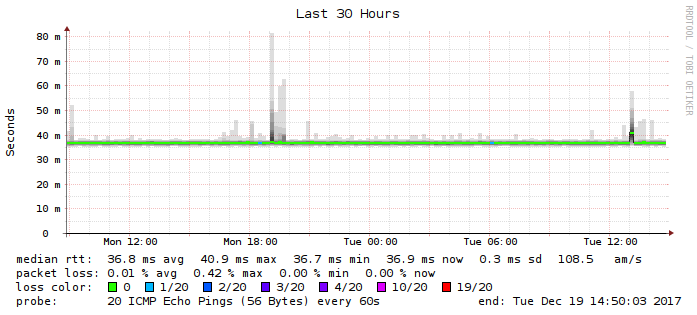 Last 30 Hours
RRDTOOL / TOBI OETIKER
Seconds
80 m
70 m
60 m
50 m
40 m
30 m
20 m
10 m
0
Mon 12:00 Mon 18:00 Tue 00:00 Tue 06:00 Tue 12:00
median rtt: 36.8 ms avg 40.9 ms max 36.7 ms min 36.9 ms now 0.3 ms sd 108.5 am/s
packet loss: 0.01 % avg 0.42 % max 0.00 % min 0.00 % now
loss color: 0 1/20 2/20 3/20 4/20 10/20 19/20
probe: 20 ICMP Echo Pings (56 Bytes) every 60s end: Tue Dec 19 14:50:03 2017